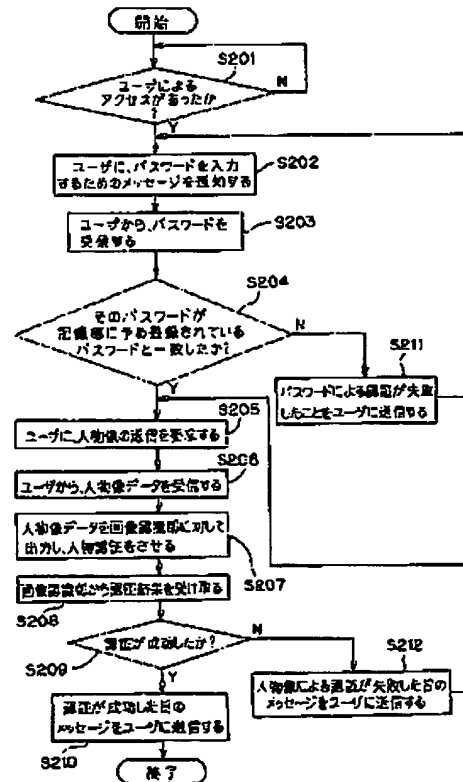 開始
S201
ユーザによる
アクセスがあったか
?
N
Y
ユーザに、パスワードを入力
するためのメッセージを通知する
S202
ユーザから、パスワードを
受信する
S203
S204
そのパスワードが
記憶部に予め登録されている
パスワードと一致したか?
N
Y
S211
パスワードによる認証が失敗
したことをユーザに送信する
S205
ユーザに、人物像の送信を要求する
S206
ユーザから、人物像データを受信する
人物像データを画像認識部に対して
出力し、人物認証をさせる
S207
画像認識部から認証結果を受け取る
S208
認証が成功したか?
N
S209
Y
S212
人物像による認証が失敗した旨の
メッセージをユーザに送信する
認証が成功した旨の
メッセージをユーザに送信する
S210
終了